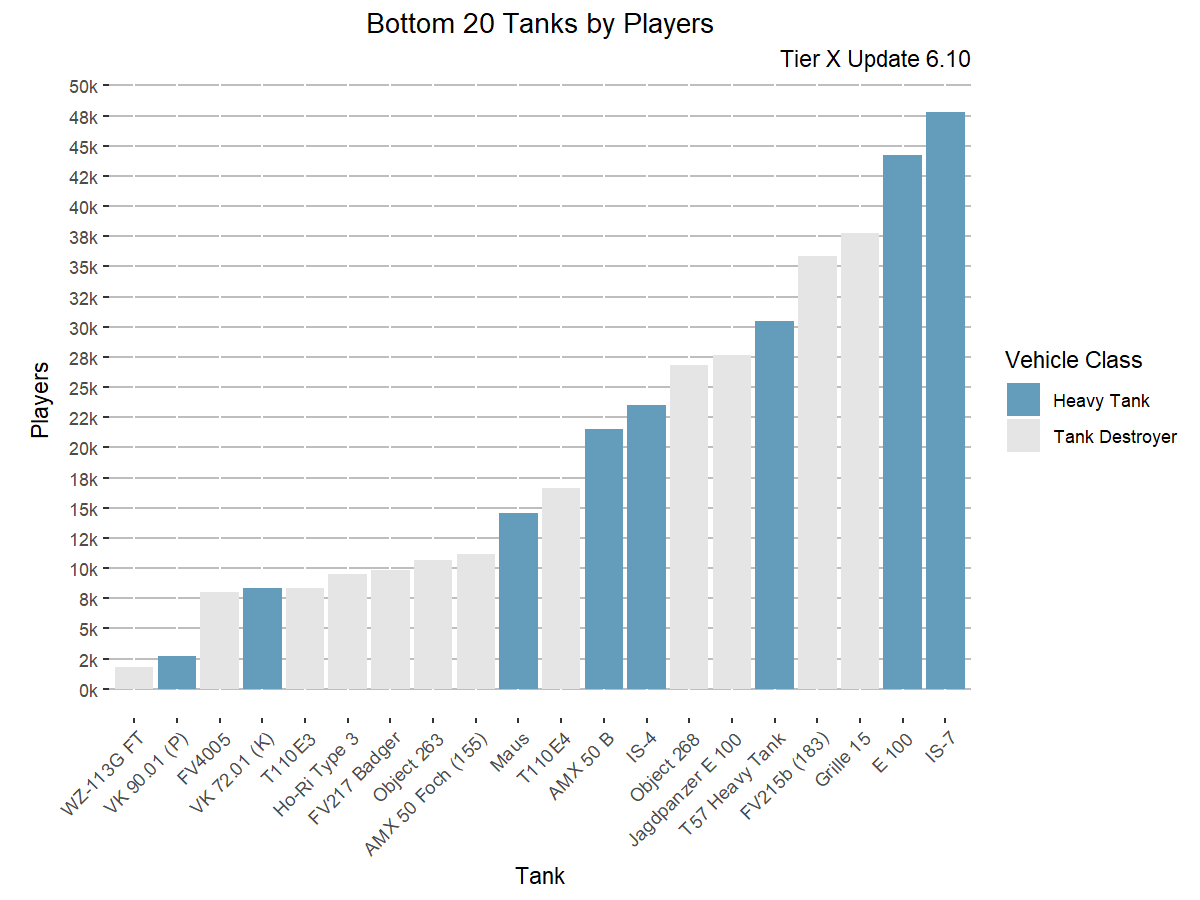 Bottom 20 Tanks by Players
Tier X Update 6.10
50k
48k
45k
42k
40k
38k
35k
32k
30k
28k
25k
22k
20k
18k
15k
12k
10k
8k
5k
2k
0k
Players
WZ-113G FT
VK 90.01 (P)
FV4005
VK 72.01 (K)
T110E3
Ho-Ri Type 3
FV217 Badger
Object 263
AMX 50 Foch (155)
Maus
T110E4
AMX 50 B
IS-4
Object 268
Jagdpanzer E 100
T57 Heavy Tank
FV215b (183)
Grille 15
E 100
IS-7
Tank
Vehicle Class
Heavy Tank
Tank Destroyer